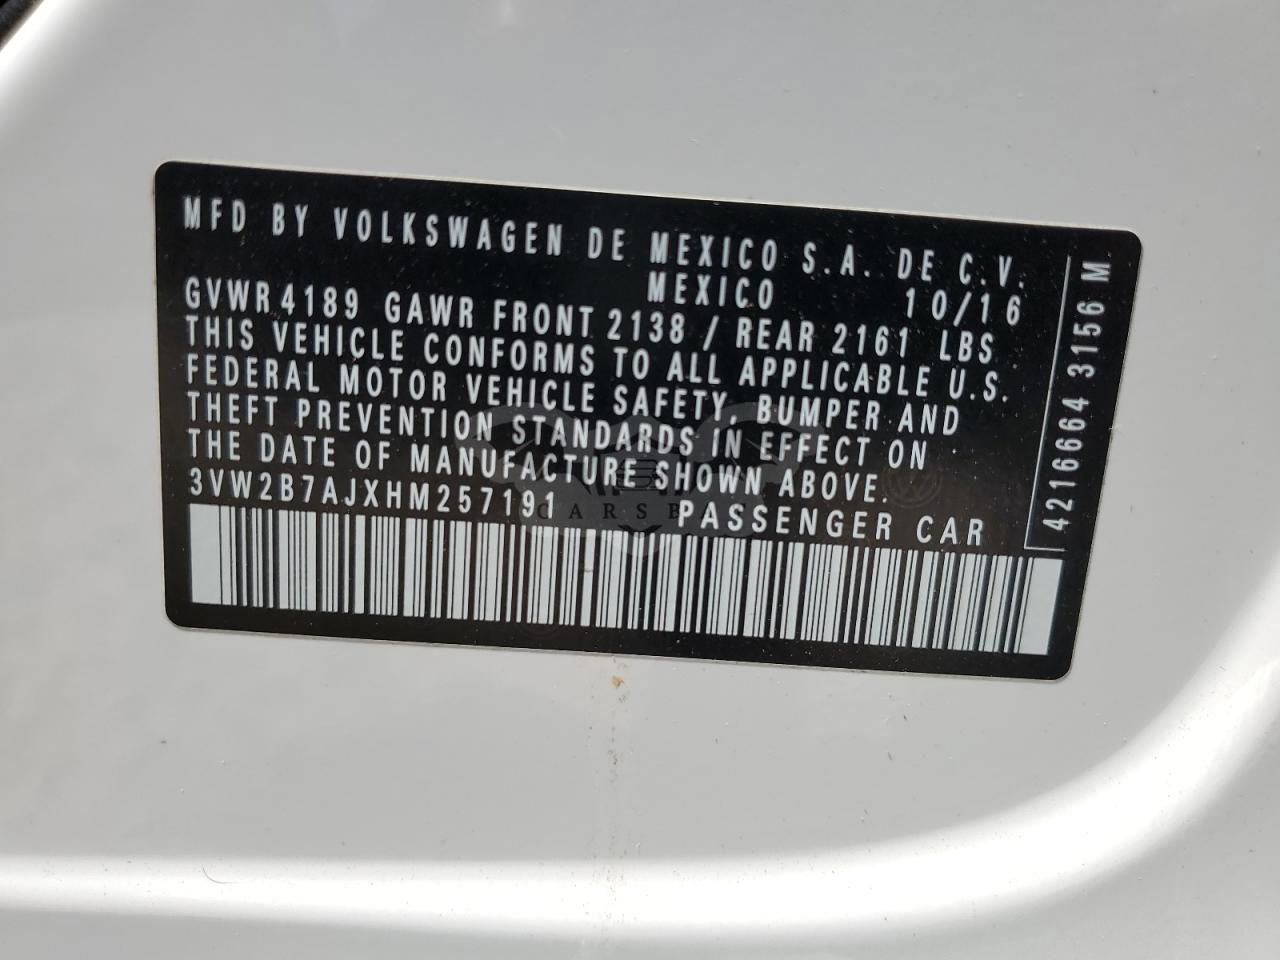 MFD BY VOLKSWAGEN DE MEXICO S.A. DE C.V.
MEXICO 10/16
GVWR 4189 GAWR FRONT 2138 / REAR 2161 LBS
THIS VEHICLE CONFORMS TO ALL APPLICABLE U.S.
FEDERAL MOTOR VEHICLE SAFETY, BUMPER AND
THEFT PREVENTION STANDARDS IN EFFECT ON
THE DATE OF MANUFACTURE SHOWN ABOVE.
3VW2B7AJXHM257191 PASSENGER CAR
4216664 3156 M